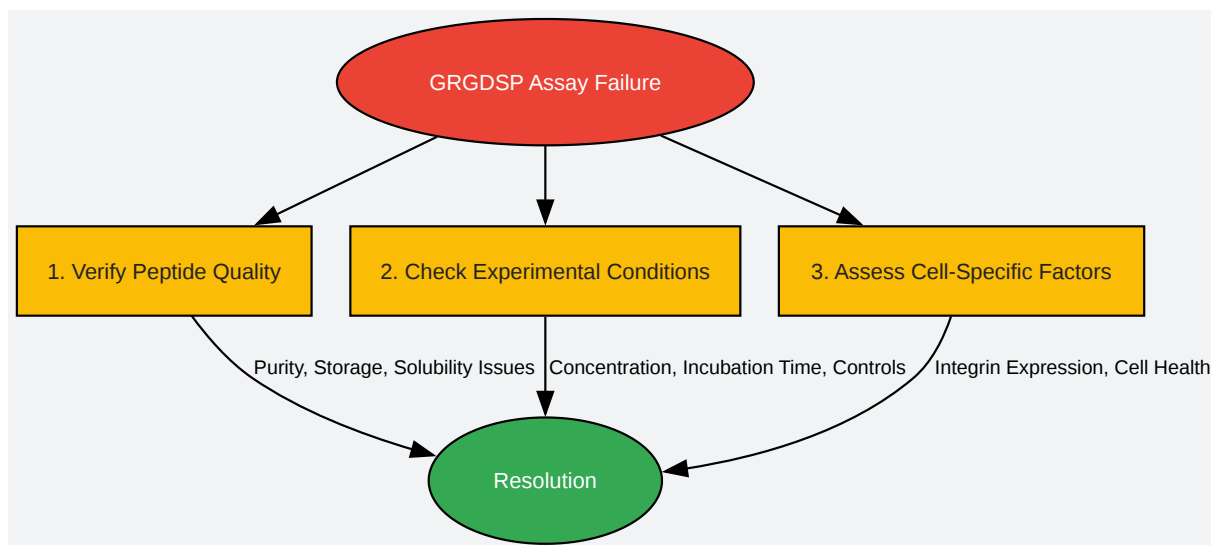 GRGDSP Assay Failure
1. Verify Peptide Quality
2. Check Experimental Conditions
3. Assess Cell-Specific Factors
Purity, Storage, Solubility Issues
Concentration, Incubation Time, Controls
Integrin Expression, Cell Health
Resolution